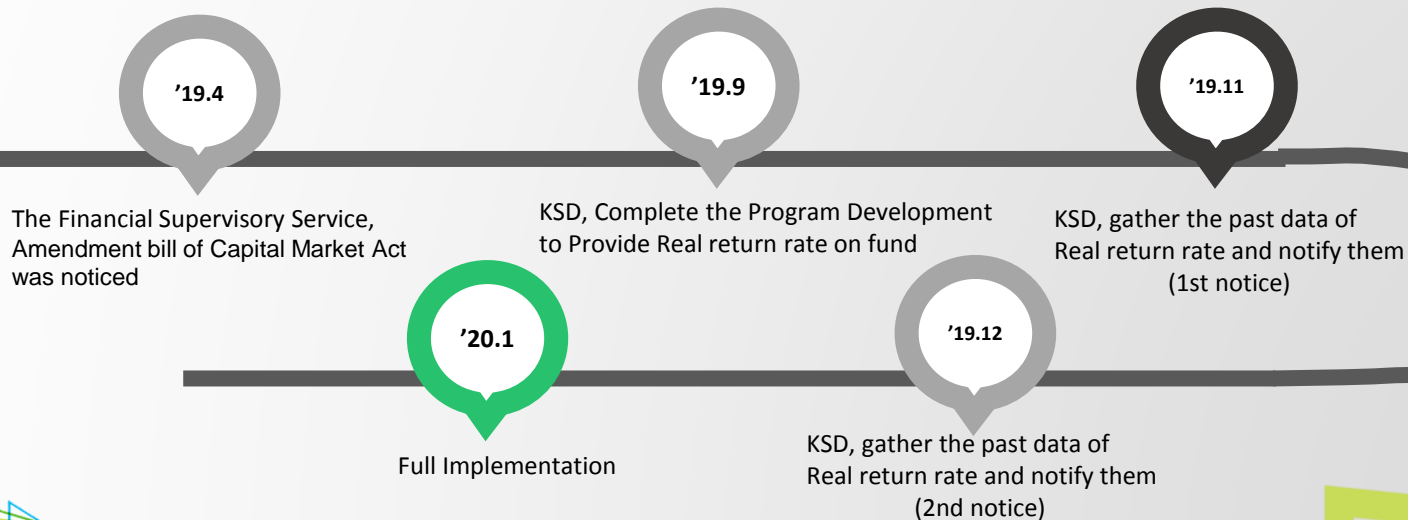 ’19.4
The Financial Supervisory Service,
Amendment bill of Capital Market Act
was noticed
’19.9
KSD, Complete the Program Development
to Provide Real return rate on fund
’19.11
KSD, gather the past data of
Real return rate and notify them
(1st notice)
’19.12
KSD, gather the past data of
Real return rate and notify them
(2nd notice)
’20.1
Full Implementation